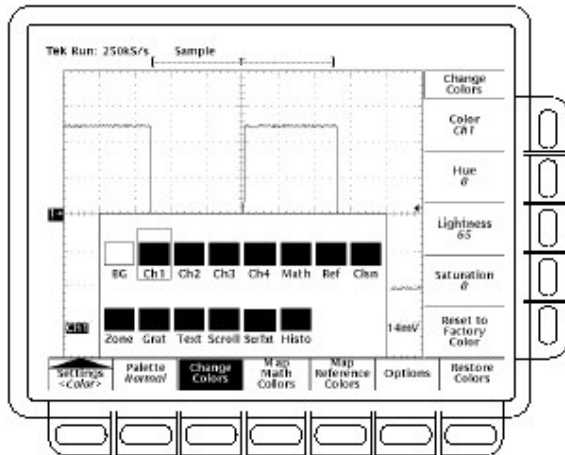 Tek Run: 250kS/s Sample
Change
Colors
Color
Ch1
Hue
0
Lightness
65
Saturation
0
Reset to
Factory
Color
1
BG Ch1 Ch2 Ch3 Ch4 Math Ref Clsn
Zone Grat Text Scroll SerTxt Histo
Ch1
14mV
Settings
<Color>
Palette
Normal
Change
Colors
Map
Math
Colors
Map
Reference
Colors
Options
Restore
Colors